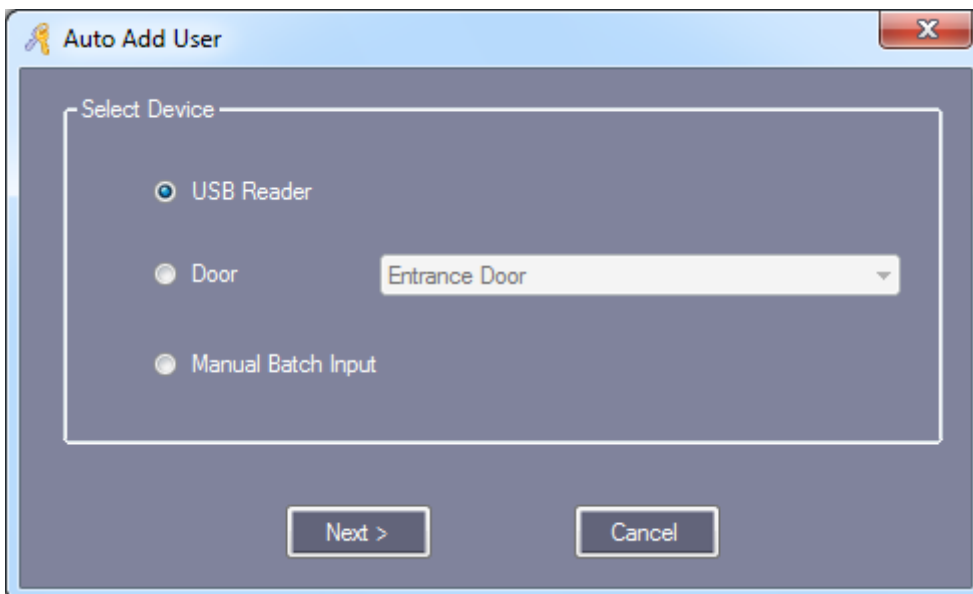 Auto Add User
Select Device
USB Reader
Door
Entrance Door
Manual Batch Input
Next >
Cancel